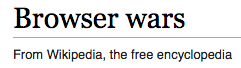 Browser wars
From Wikipedia, the free encyclopedia